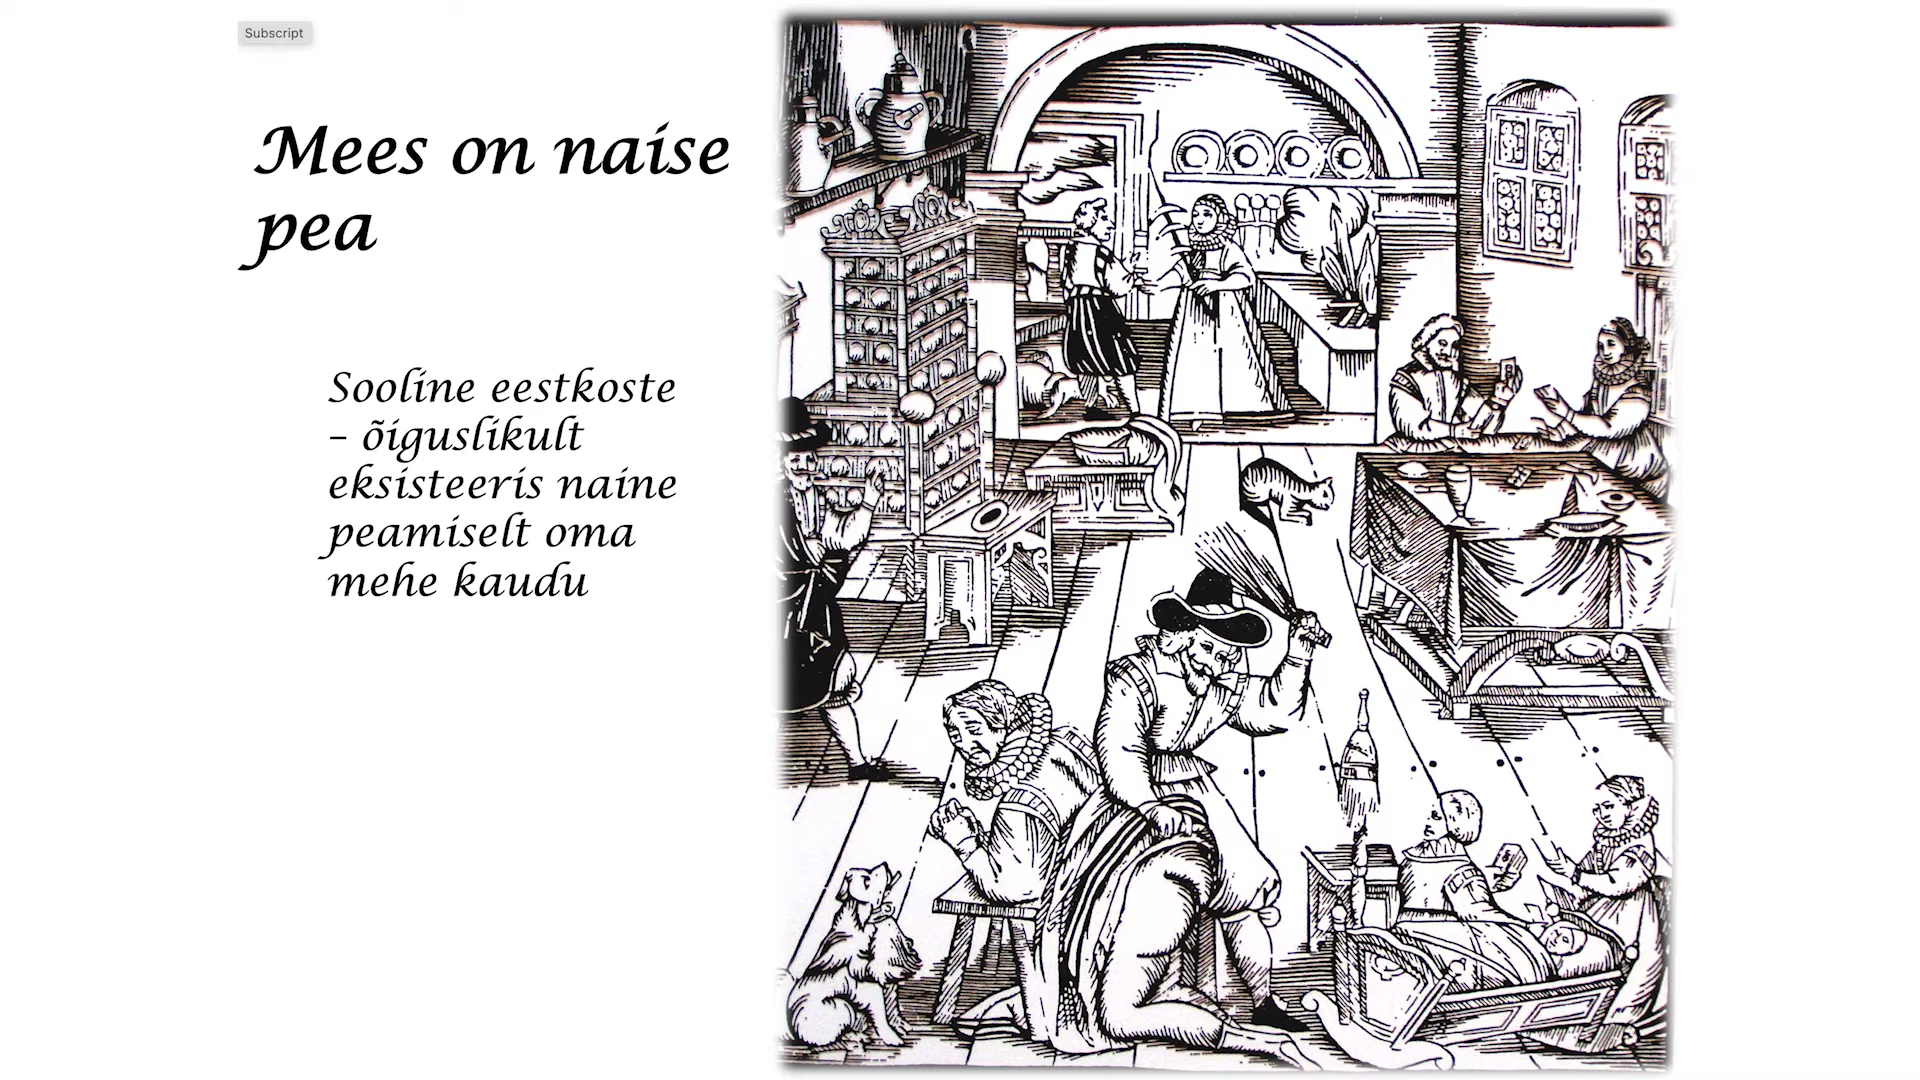 Subscript
Mees on naise
pea
Sooline eestkoste
– õiguslikult
eksisteeris naine
peamiselt oma
mehe kaudu